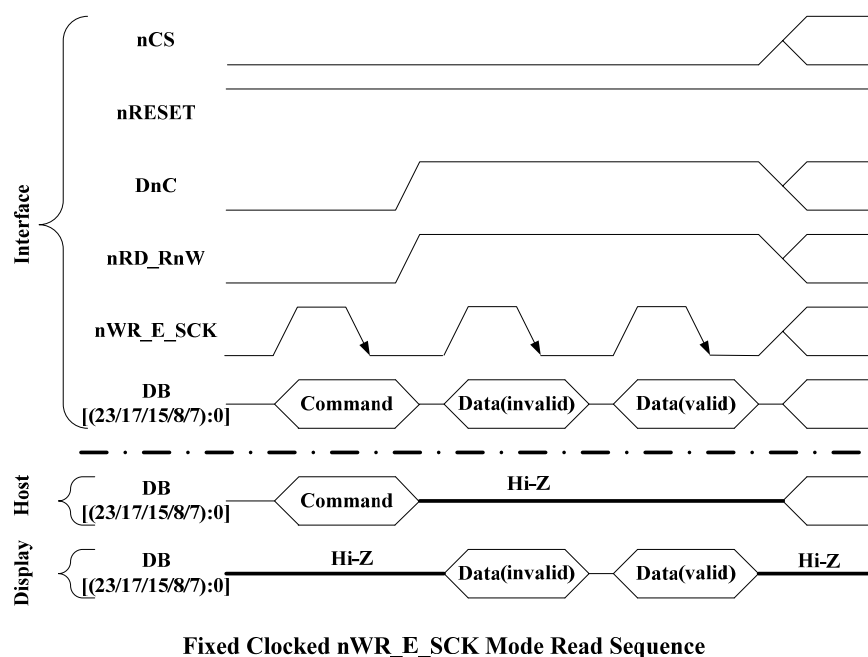 Interface
nCS
nRESET
DnC
nRD_RnW
nWR_E_SCK
DB
[(23/17/15/8/7):0]
Command
Data(invalid)
Data(valid)
Host
DB
[(23/17/15/8/7):0]
Command
Hi-Z
Display
DB
[(23/17/15/8/7):0]
Hi-Z
Data(invalid)
Data(valid)
Hi-Z
Fixed Clocked nWR_E_SCK Mode Read Sequence